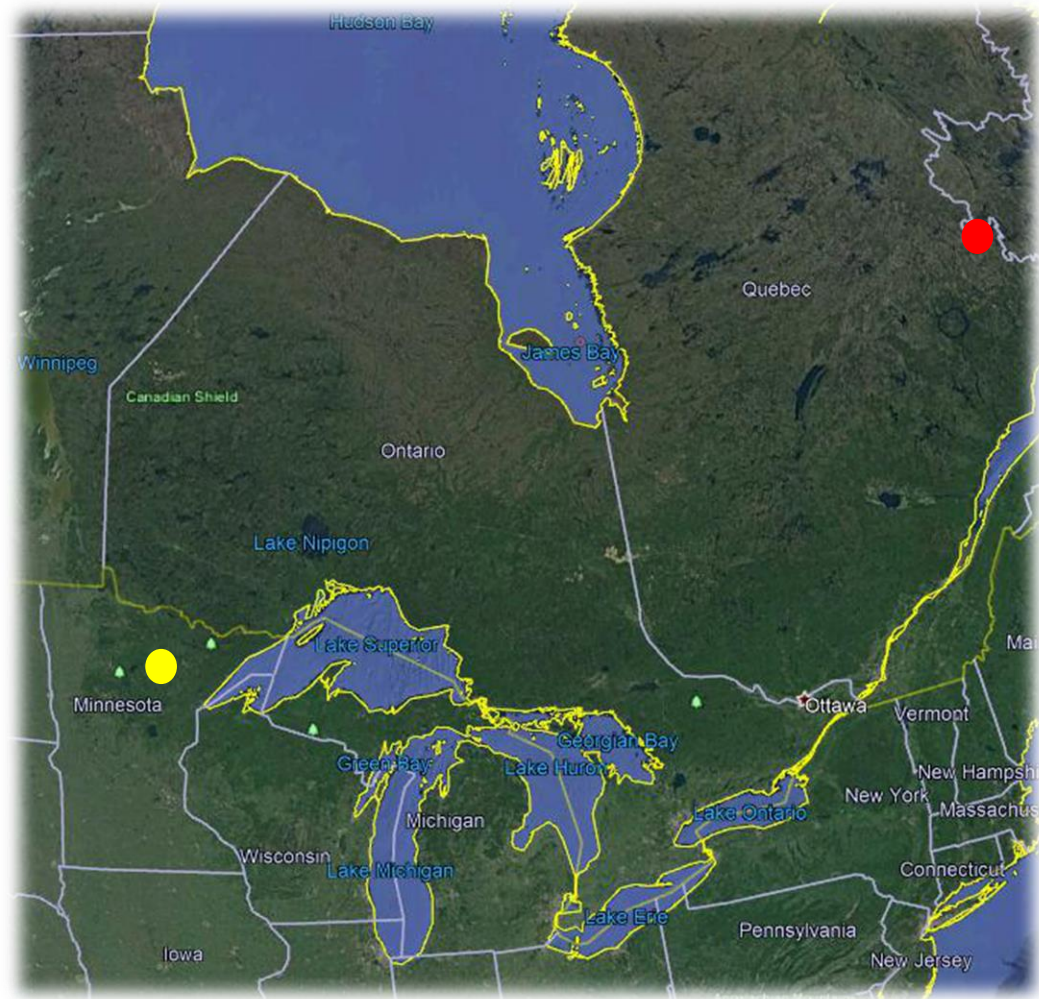 Hudson Bay
Quebec
James Bay
Winnipeg
Canadian Shield
Ontario
Lake Nipigon
Lake Superior
Mai
Minnesota
Ottawa
Vermont
Georgian Bay
Green Bay
Lake Huron
New Hampshi
New York
Massachus
Lake Ontario
Michigan
Wisconsin
Lake Michigan
Connecticut
Lake Erie
Pennsylvania
Iowa
New Jersey